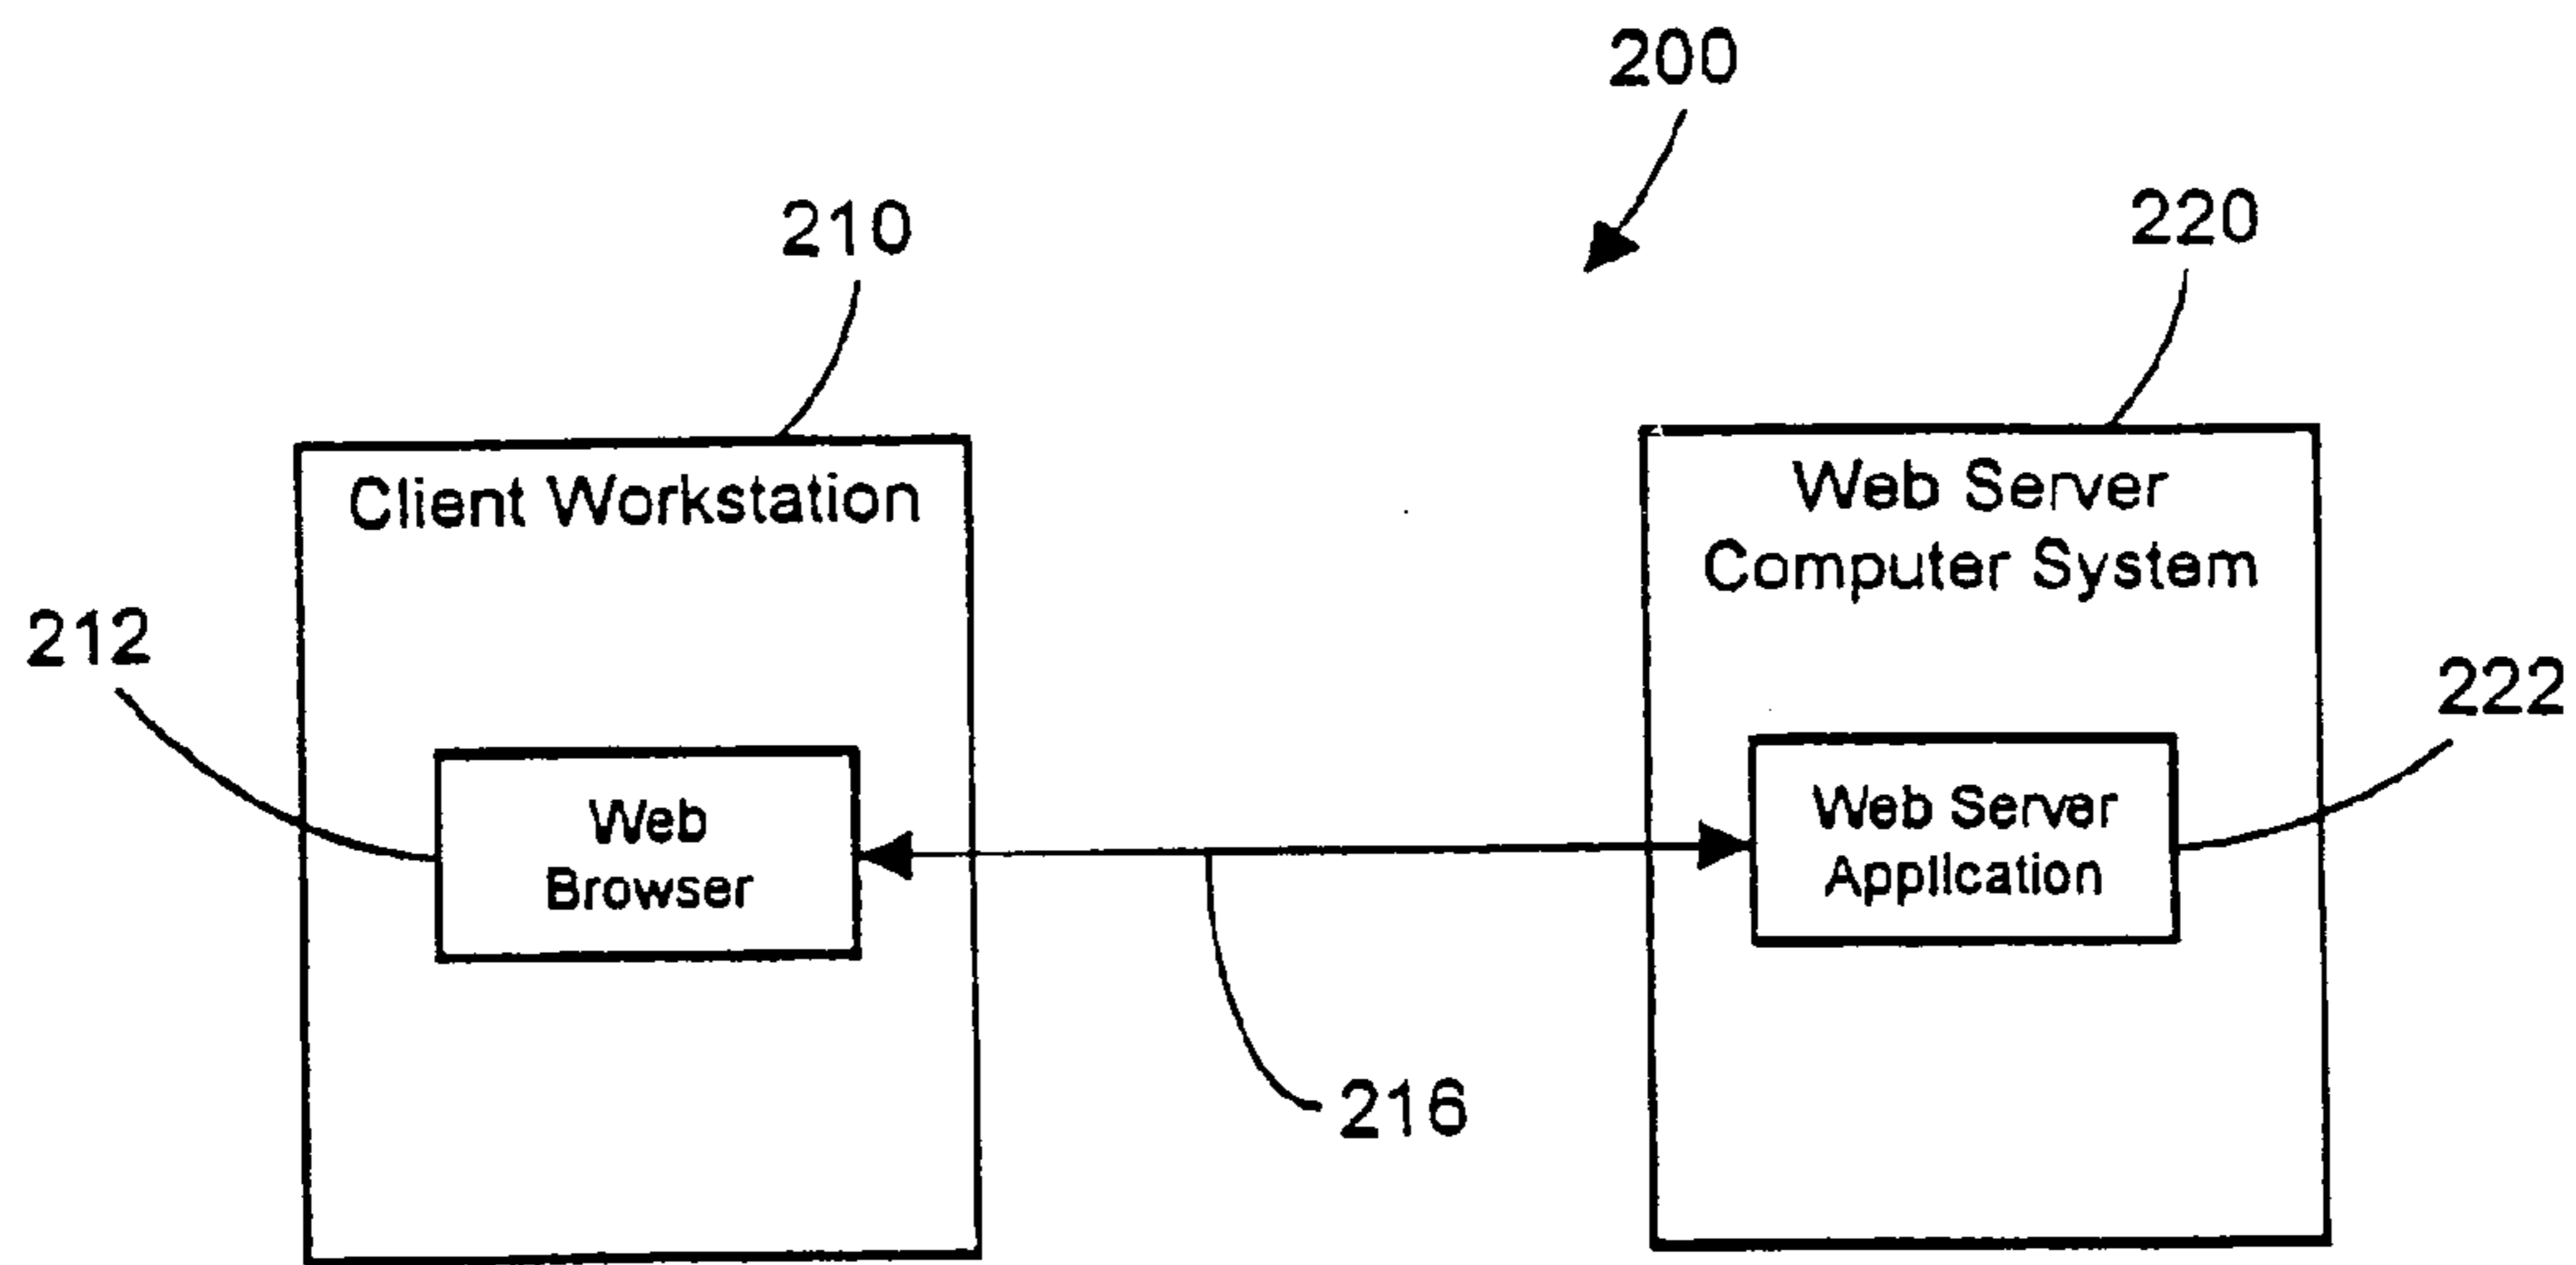 200
210
220
Client Workstation
Web Server
Computer System
212
222
Web
Browser
Web Server
Application
216